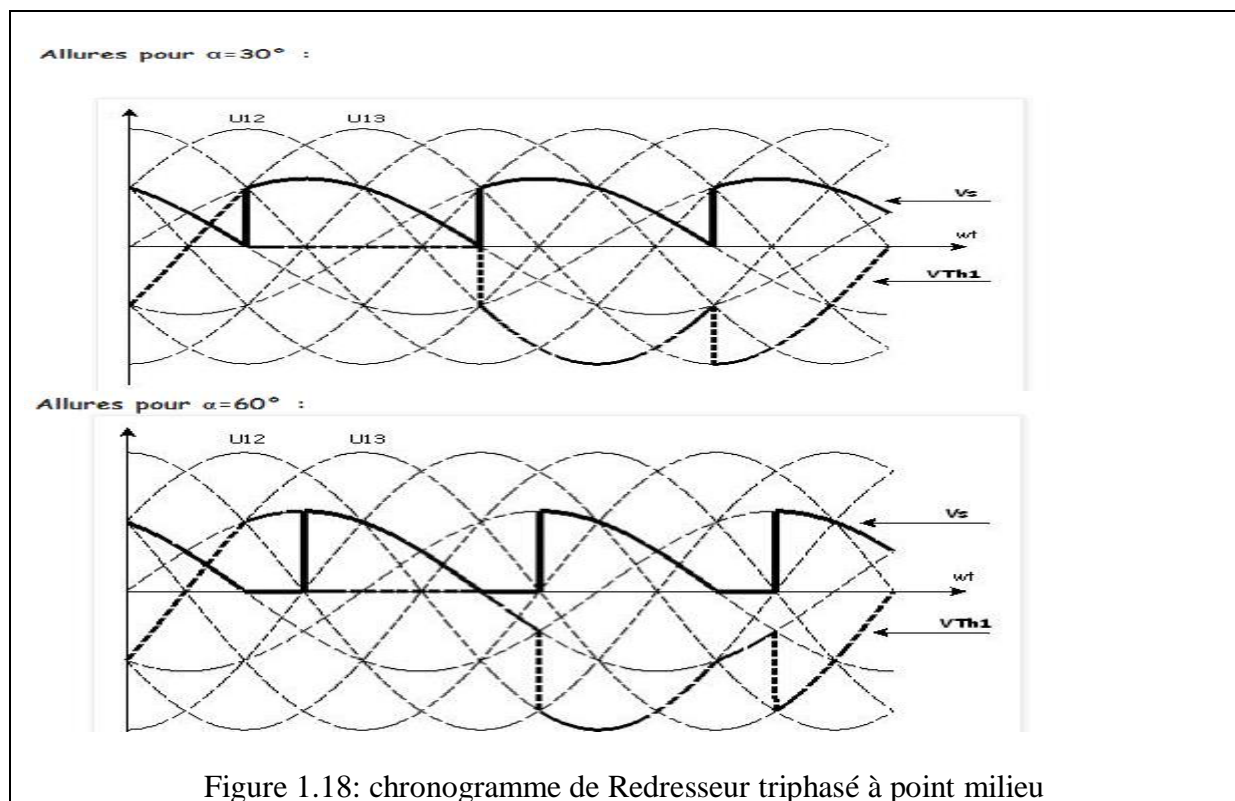 Allures pour α=30° :
U12 U13
Vs
wt
VTh1
Allures pour α=60° :
U12 U13
Vs
wt
VTh1
Figure 1.18: chronogramme de Redresseur triphasé à point milieu